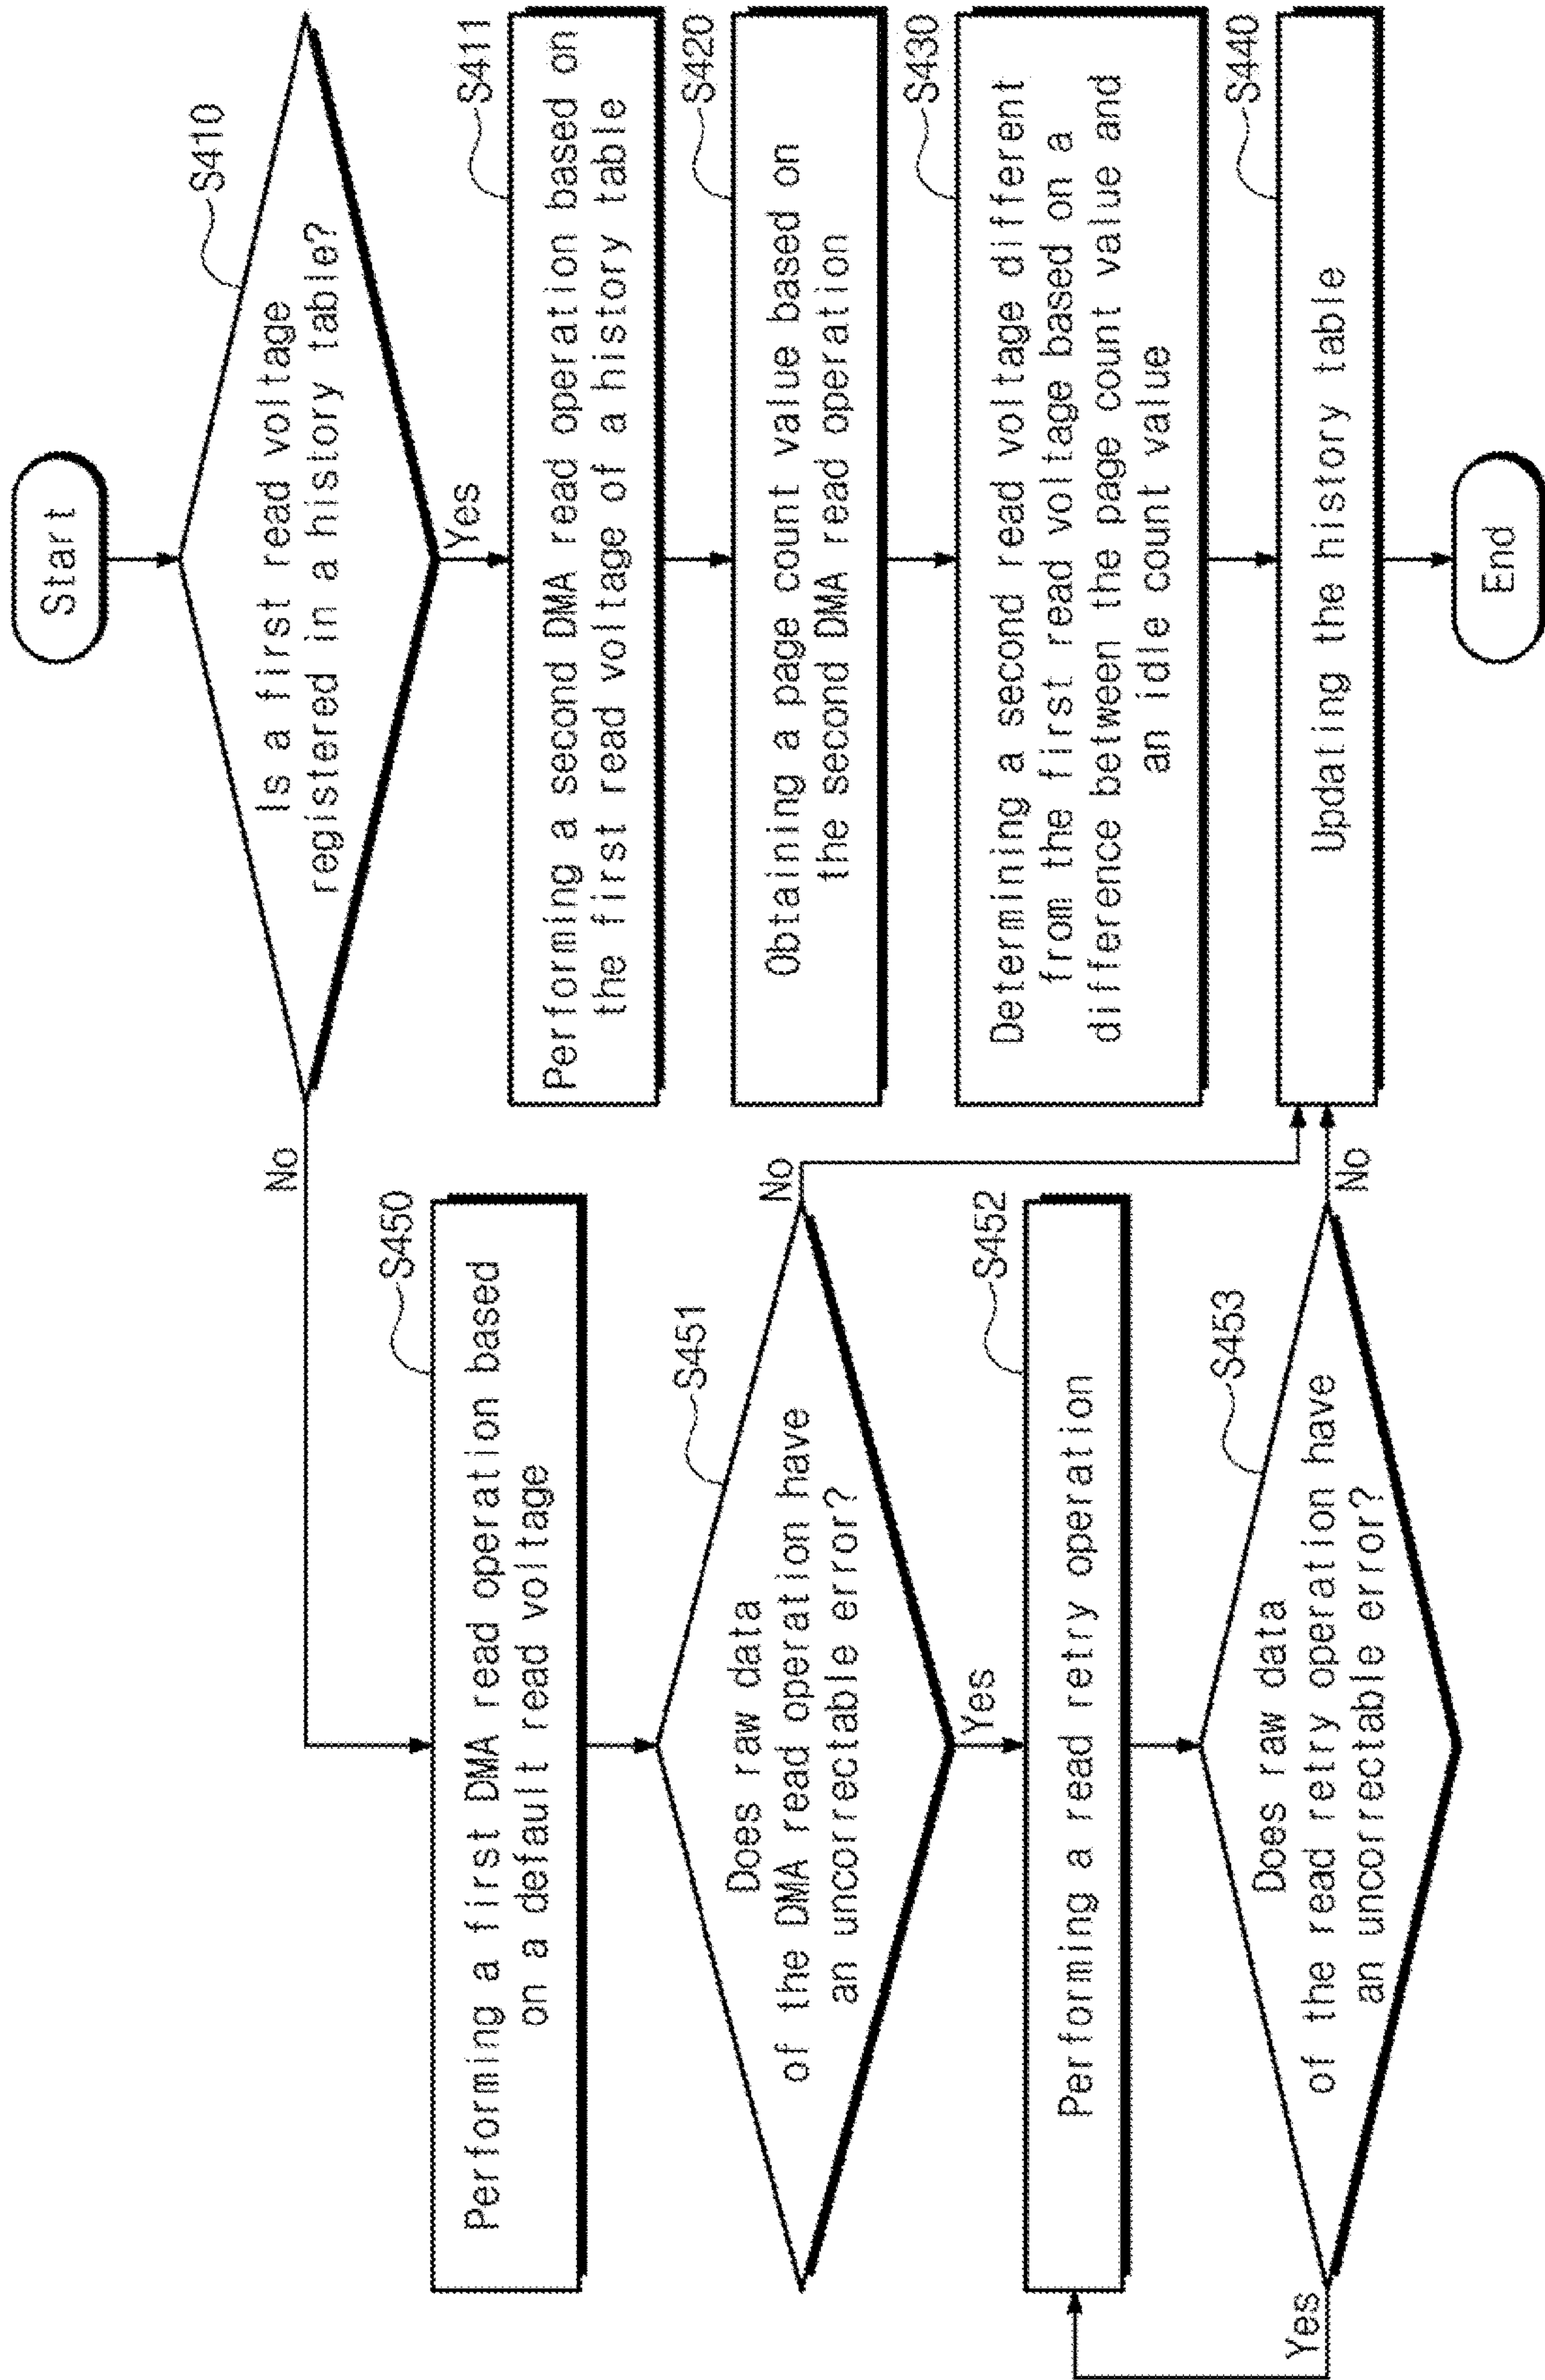 Start
S410
Is a first read voltage
registered in a history table?
No
Yes
S411
Performing a second DMA read operation based on
the first read voltage of a history table
S420
Obtaining a page count value based on
the second DMA read operation
S430
Determining a second read voltage different
from the first read voltage based on a
difference between the page count value and
an idle count value
S440
Updating the history table
End
S450
Performing a first DMA read operation based
on a default read voltage
S451
Does raw data
of the DMA read operation have
an uncorrectable error?
No
Yes
S452
Performing a read retry operation
S453
Does raw data
of the read retry operation have
an uncorrectable error?
No
Yes